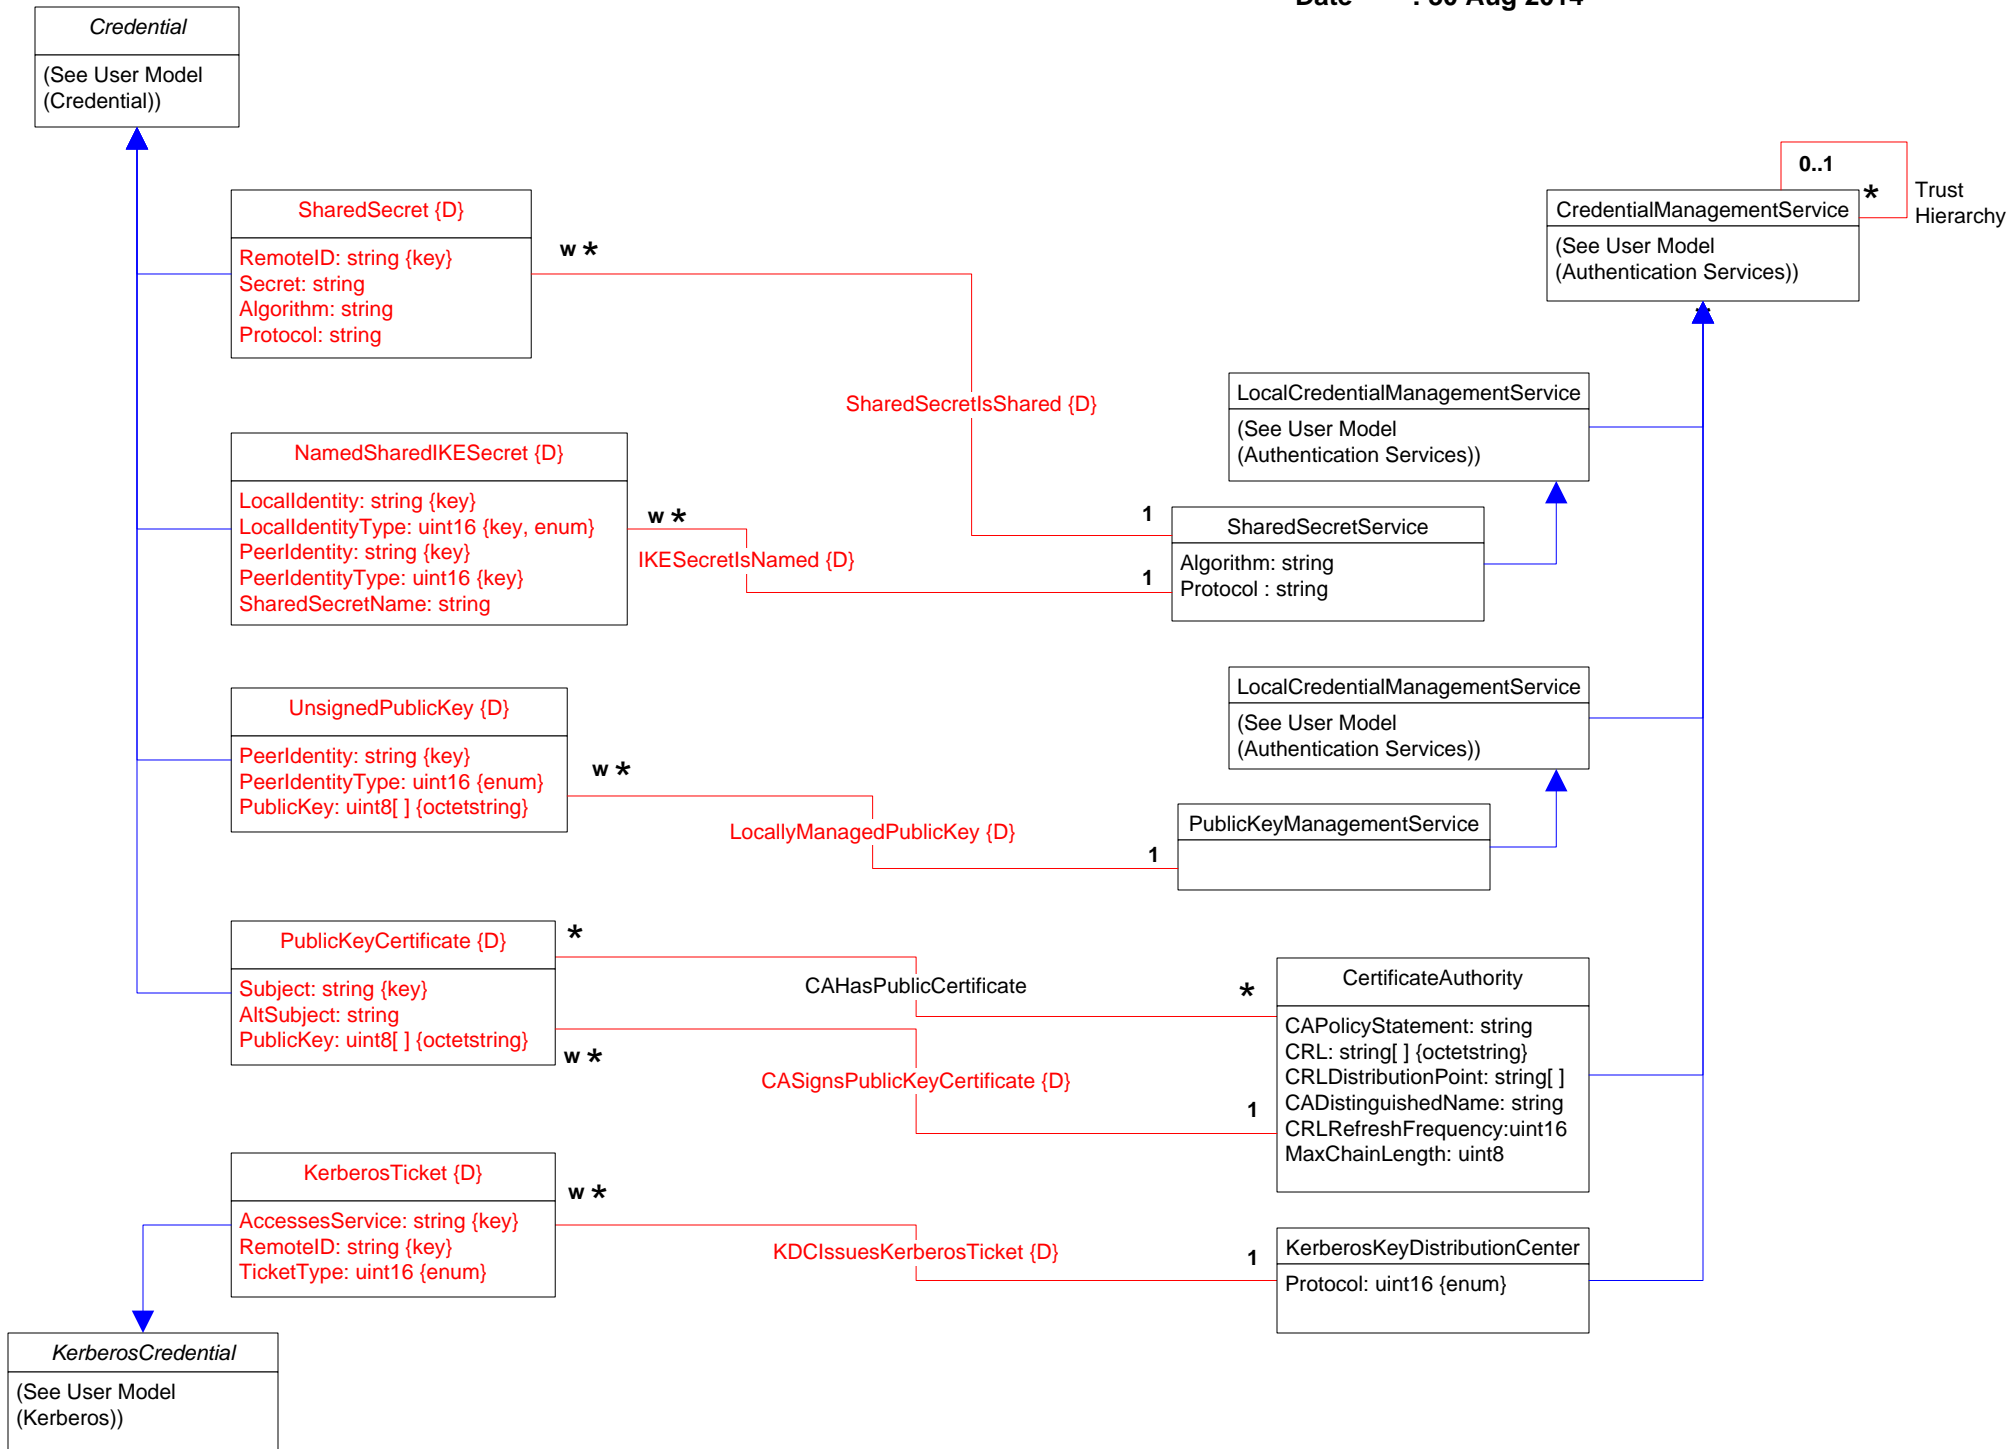 Date : 30 Aug 2014
Credential
(See User Model
(Credential))
0..1
*
Trust
Hierarchy
CredentialManagementService
(See User Model
(Authentication Services))
*
SharedSecret {D}
RemoteID: string {key}
Secret: string
Algorithm: string
Protocol: string
w *
SharedSecretIsShared {D}
LocalCredentialManagementService
(See User Model
(Authentication Services))
NamedSharedIKESecret {D}
LocalIdentity: string {key}
LocalIdentityType: uint16 {key, enum}
PeerIdentity: string {key}
PeerIdentityType: uint16 {key}
SharedSecretName: string
w *
IKESecretIsNamed {D}
1
1
SharedSecretService
Algorithm: string
Protocol : string
UnsignedPublicKey {D}
PeerIdentity: string {key}
PeerIdentityType: uint16 {enum}
PublicKey: uint8[ ] {octetstring}
w *
LocallyManagedPublicKey {D}
1
LocalCredentialManagementService
(See User Model
(Authentication Services))
PublicKeyManagementService
PublicKeyCertificate {D}
Subject: string {key}
AltSubject: string
PublicKey: uint8[ ] {octetstring}
*
CAHasPublicCertificate
*
w *
CASignsPublicKeyCertificate {D}
1
CertificateAuthority
CAPolicyStatement: string
CRL: string[ ] {octetstring}
CRLDistributionPoint: string[ ]
CADistinguishedName: string
CRLRefreshFrequency:uint16
MaxChainLength: uint8
KerberosTicket {D}
AccessesService: string {key}
RemoteID: string {key}
TicketType: uint16 {enum}
w *
KDCIssuesKerberosTicket {D}
1
KerberosKeyDistributionCenter
Protocol: uint16 {enum}
KerberosCredential
(See User Model
(Kerberos))